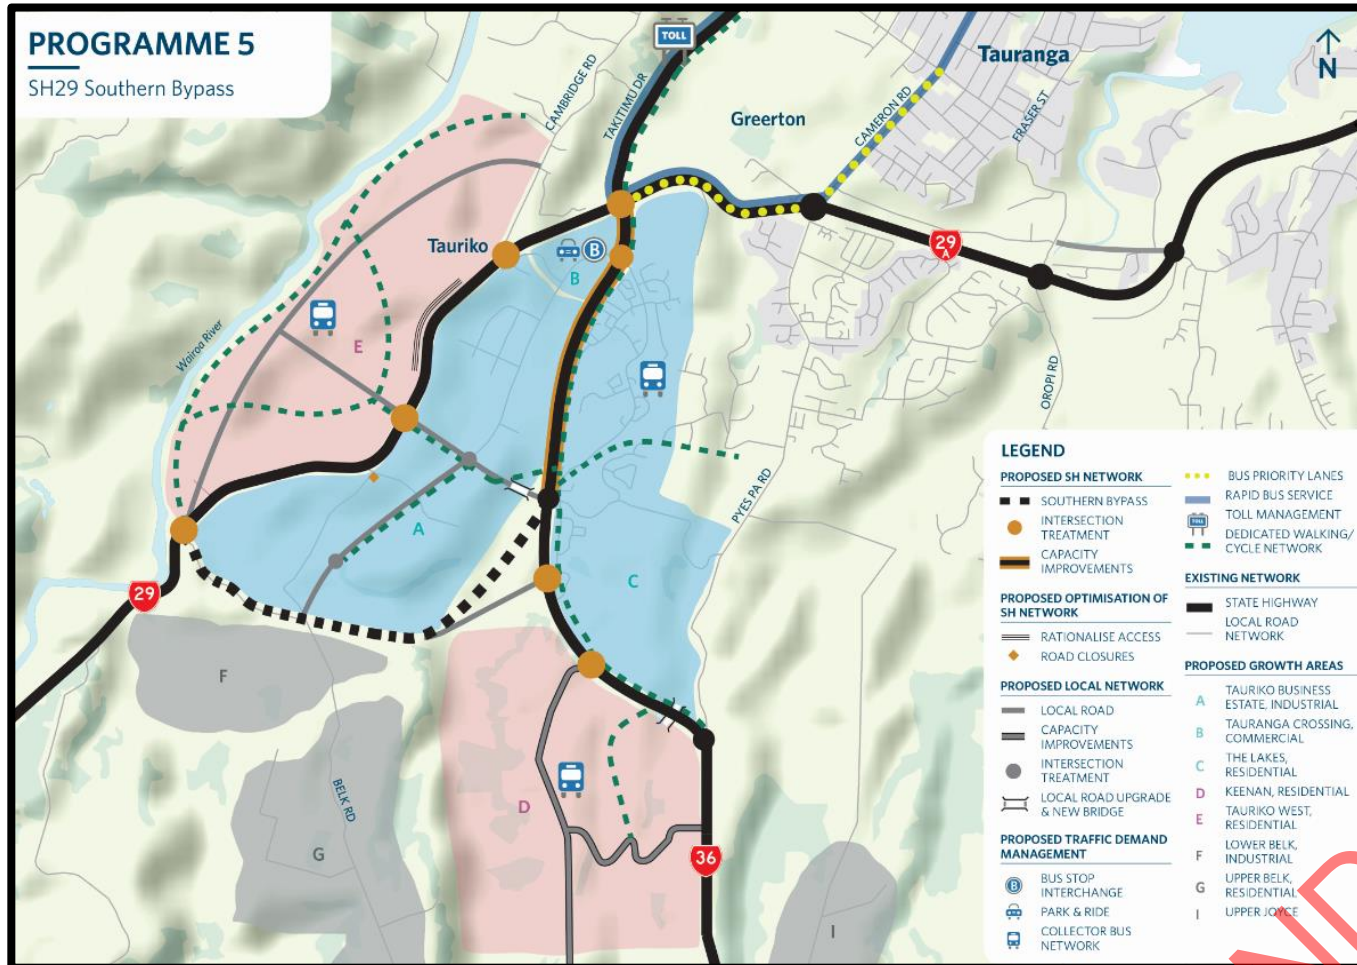 PROGRAMME 5
SH29 Southern Bypass
TOLL
Tauranga
N
CAMBRIDGE RD
TAKITIMU DR
Greerton
CAMERON RD
FRASER ST
Tauriko
B
B
29
A
Wairoa River
E
OROPI RD
PYES PA RD
A
C
29
F
BELK RD
G
D
36
I
LEGEND
PROPOSED SH NETWORK
SOUTHERN BYPASS
INTERSECTION
TREATMENT
CAPACITY
IMPROVEMENTS
PROPOSED OPTIMISATION OF
SH NETWORK
RATIONALISE ACCESS
ROAD CLOSURES
PROPOSED LOCAL NETWORK
LOCAL ROAD
CAPACITY
IMPROVEMENTS
INTERSECTION
TREATMENT
LOCAL ROAD UPGRADE
& NEW BRIDGE
PROPOSED TRAFFIC DEMAND
MANAGEMENT
B BUS STOP
INTERCHANGE
PARK & RIDE
COLLECTOR BUS
NETWORK
BUS PRIORITY LANES
RAPID BUS SERVICE
TOLL TOLL MANAGEMENT
DEDICATED WALKING/
CYCLE NETWORK
EXISTING NETWORK
STATE HIGHWAY
LOCAL ROAD
NETWORK
PROPOSED GROWTH AREAS
A TAURIKO BUSINESS
ESTATE, INDUSTRIAL
B TAURANGA CROSSING,
COMMERCIAL
C THE LAKES,
RESIDENTIAL
D KEENAN, RESIDENTIAL
E TAURIKO WEST,
RESIDENTIAL
F LOWER BELK,
INDUSTRIAL
G UPPER BELK,
RESIDENTIAL
I UPPER JOYCE